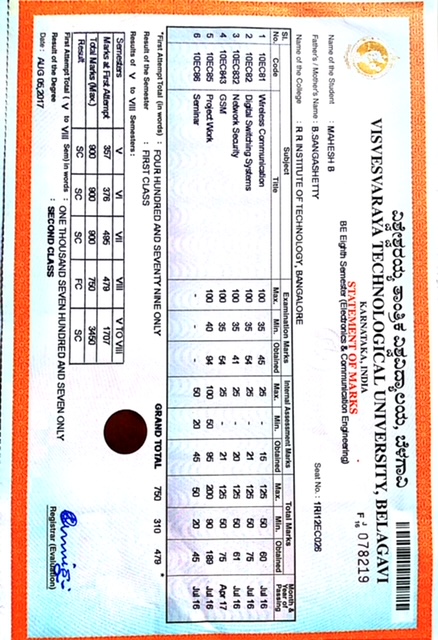 ವಿಶ್ವೇಶ್ವರಯ್ಯ ತಾಂತ್ರಿಕ ವಿಶ್ವವಿದ್ಯಾಲಯ, ಬೆಳಗಾವಿ
VISVESVARAYA TECHNOLOGICAL UNIVERSITY, BELAGAVI
KARNATAKA, INDIA
STATEMENT OF MARKS
BE Eighth Semester (Electronics & Communication Engineering)
F J 16 078219
Name of the Student : MAHESH B
Seat No. : 1RI12EC026
Father's / Mother's Name : B.SANGASHETTY
Name of the College : R R INSTITUTE OF TECHNOLOGY, BANGALORE
Sl. No. Subject Examination Marks Internal Assessment Marks Total Marks Month & Year of Passing
Code Title Max. Min. Obtained Max. Min. Obtained Max. Min. Obtained
1 10EC81 Wireless Communication 100 35 45 25 - 15 125 50 60 Jul 16
2 10EC82 Digital Switching Systems 100 35 54 25 - 21 125 50 75 Jul 16
3 10EC832 Network Security 100 35 41 25 - 20 125 50 61 Jul 16
4 10EC843 GSM 100 35 54 25 - 21 125 50 75 Apr 17
5 10EC85 Project Work 100 40 94 100 50 95 200 90 189 Jul 16
6 10EC86 Seminar - - - 50 20 45 50 20 45 Jul 16
GRAND TOTAL 750 310 479 *
*First Attempt Total (in words) : FOUR HUNDRED AND SEVENTY NINE ONLY
Result of the Semester : FIRST CLASS
Results of V to VIII Semesters :
Semesters V VI VII VIII V To VIII
Marks at First Attempt 357 376 495 479 1707
Total Marks (Max.) 900 900 900 750 3450
Result SC SC SC FC SC
First Attempt Total ( V to VIII Sem) in words : ONE THOUSAND SEVEN HUNDRED AND SEVEN ONLY
Result of the Degree : SECOND CLASS
Date : AUG 05,2017
Registrar (Evaluation)